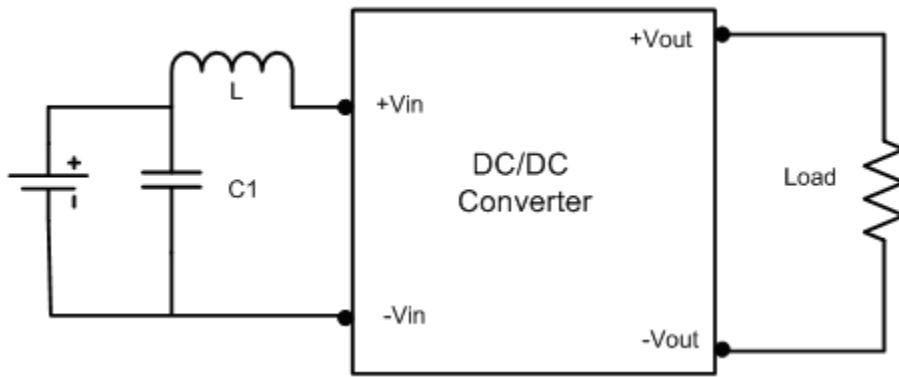 +Vout
L
+Vin
+
DC/DC
Converter
C1
Load
-
-Vin
-Vout